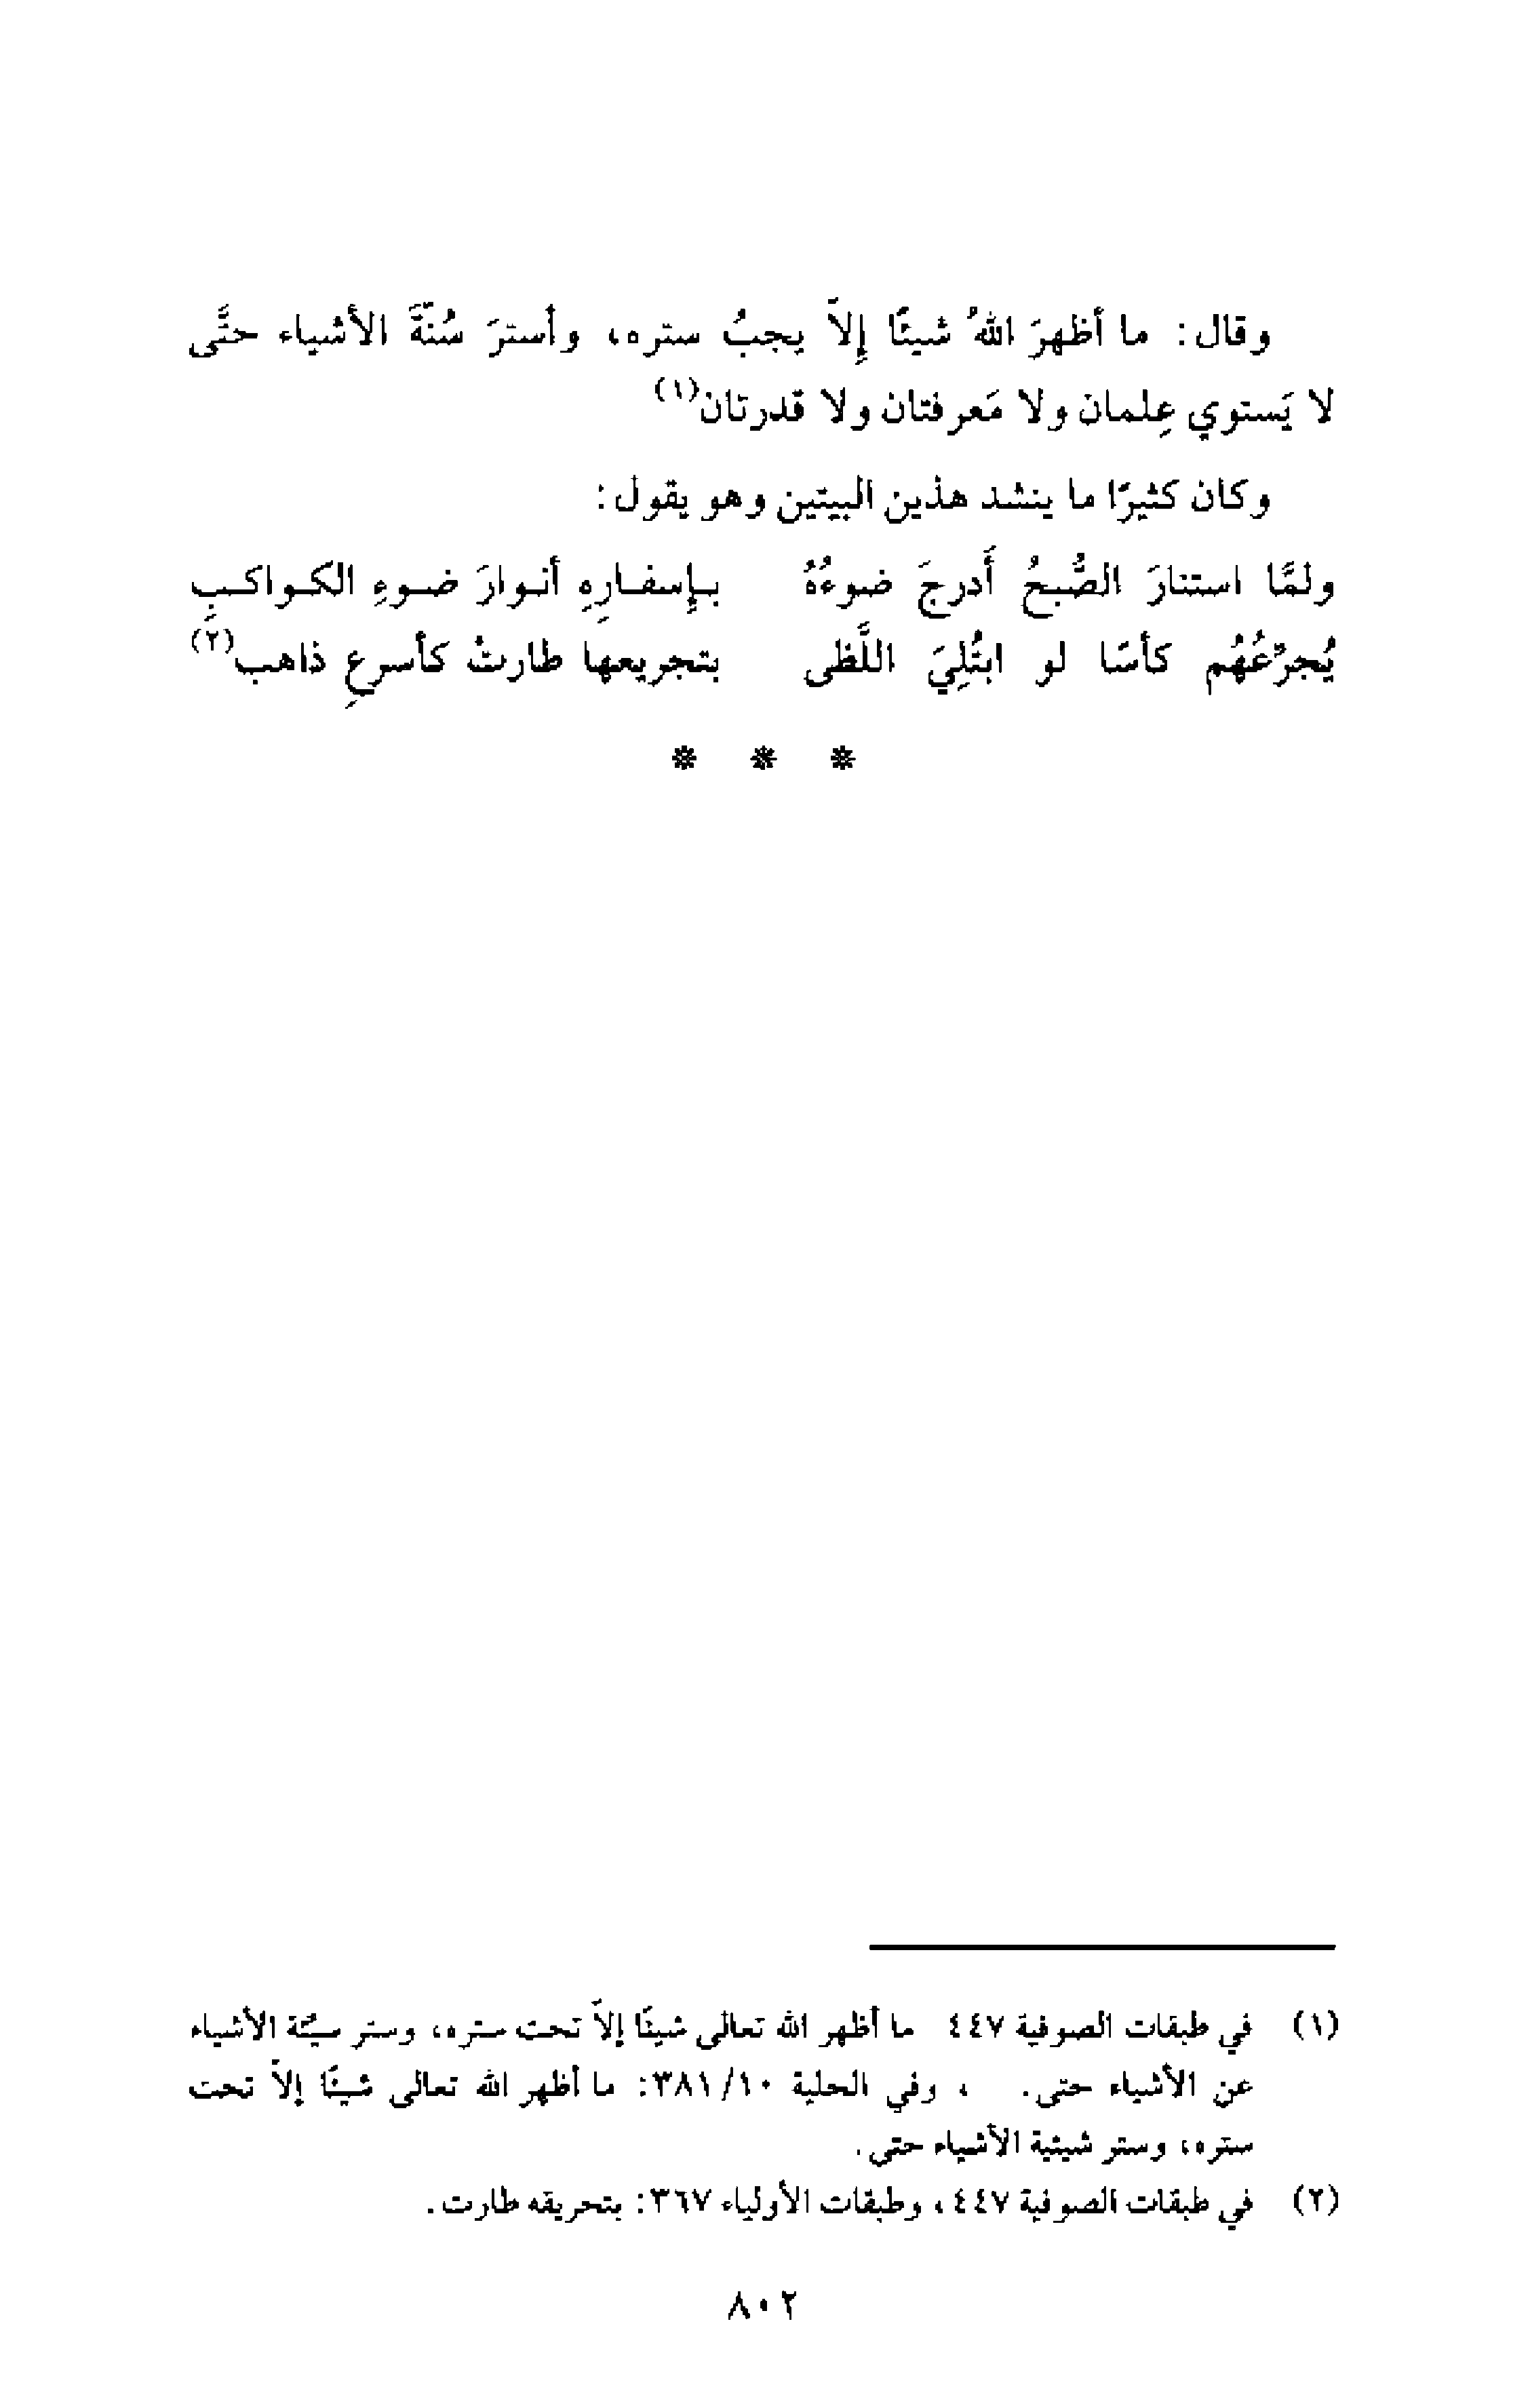 وقال: ما أظهرَ اللهُ شيئًا إلاّ يجبُ ستره، وأسترَ سُنَّةَ الأشياء حتَّى
لا يَستوي عِلمان ولا مَعرفتان ولا قدرتان(١)
وكان كثيرًا ما ينشد هذين البيتين وهو يقول:
ولمَّا استنارَ الصُّبحُ أَدرجَ ضوءُهُ بإسفارِهِ أنوارَ ضوءِ الكواكبِ
يُجرِّعُهُم كأسًا لو ابتُلِيَ اللَّظى بتجريعها طارتْ كأسرعِ ذاهب(٢)
* * *
(١) في طبقات الصوفية ٤٤٧ ما أظهر الله تعالى شيئًا إلاّ تحت ستره، وستر سيِّئة الأشياء
عن الأشياء حتى. ، وفي الحلية ١٠/ ٣٨١: ما أظهر الله تعالى شيئًا إلاّ تحت
ستره، وستر شيئية الأشياء حتى.
(٢) في طبقات الصوفية ٤٤٧، وطبقات الأولياء ٣٦٧: بتحريقه طارت.
٨٠٢